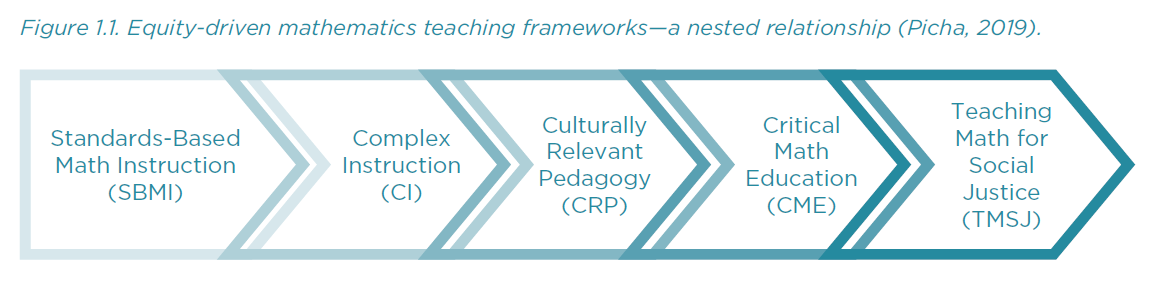 Figure 1.1. Equity-driven mathematics teaching frameworks—a nested relationship (Picha, 2019).
Standards-Based
Math Instruction
(SBMI)
Complex
Instruction
(CI)
Culturally
Relevant
Pedagogy
(CRP)
Critical
Math
Education
(CME)
Teaching
Math for
Social
Justice
(TMSJ)